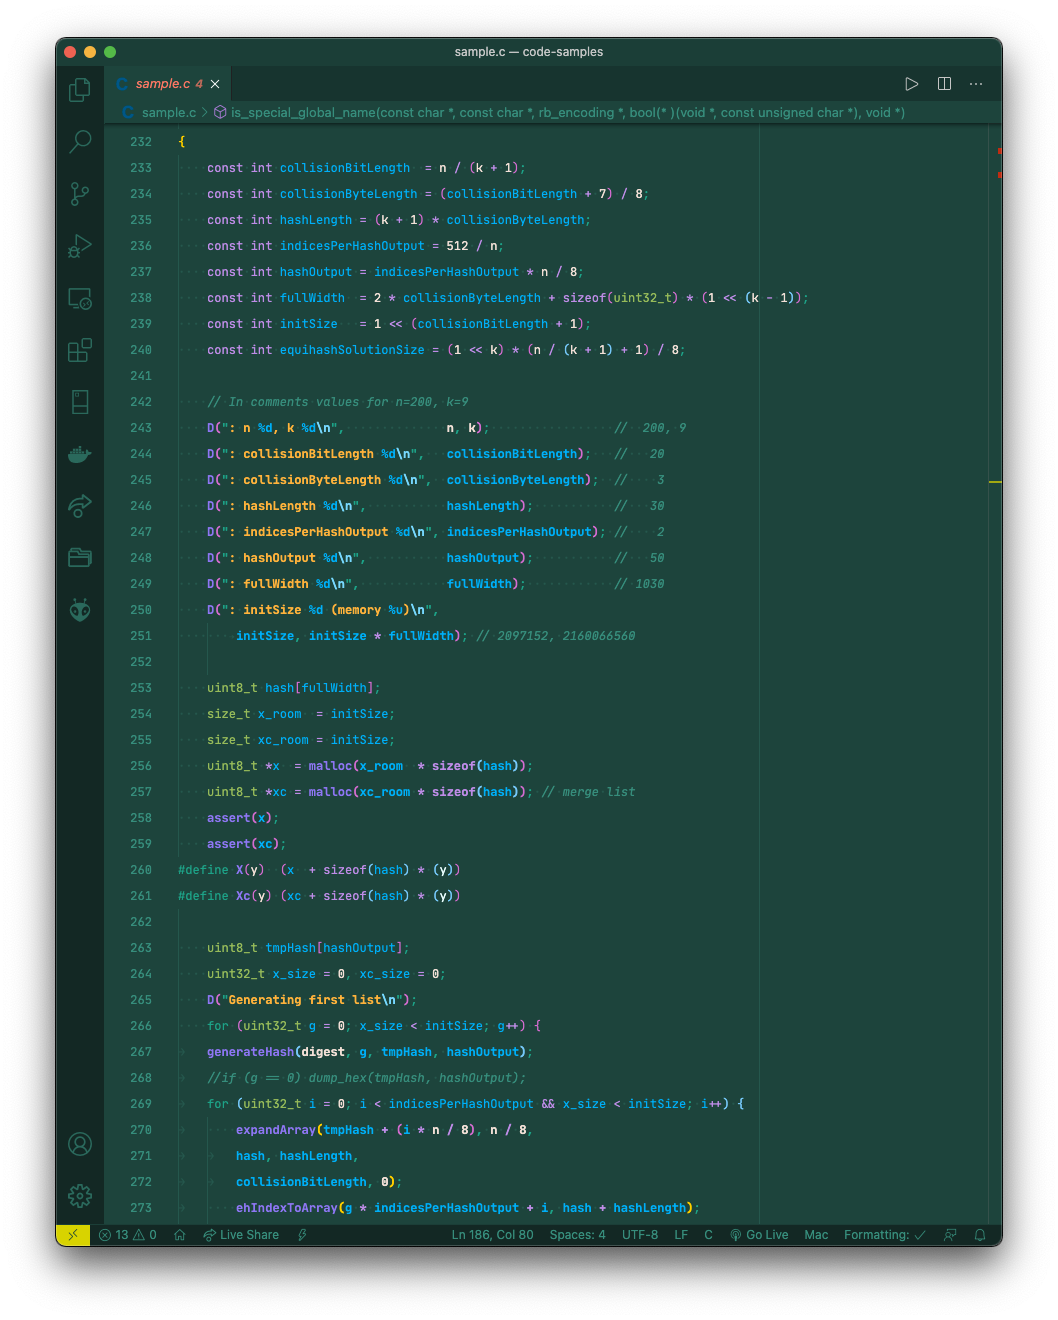 sample.c — code-samples
sample.c 4
sample.c > is_special_global_name(const char *, const char *, rb_encoding *, bool(* )(void *, const unsigned char *), void *)
232 {
233     const int collisionBitLength  = n / (k + 1);
234     const int collisionByteLength = (collisionBitLength + 7) / 8;
235     const int hashLength = (k + 1) * collisionByteLength;
236     const int indicesPerHashOutput = 512 / n;
237     const int hashOutput = indicesPerHashOutput * n / 8;
238     const int fullWidth  = 2 * collisionByteLength + sizeof(uint32_t) * (1 << (k - 1));
239     const int initSize   = 1 << (collisionBitLength + 1);
240     const int equihashSolutionSize = (1 << k) * (n / (k + 1) + 1) / 8;
241
242     // In comments values for n=200, k=9
243     D(": n %d, k %d\n",              n, k);                 //  200, 9
244     D(": collisionBitLength %d\n",   collisionBitLength);   //   20
245     D(": collisionByteLength %d\n",  collisionByteLength);  //    3
246     D(": hashLength %d\n",           hashLength);           //   30
247     D(": indicesPerHashOutput %d\n", indicesPerHashOutput); //    2
248     D(": hashOutput %d\n",           hashOutput);           //   50
249     D(": fullWidth %d\n",            fullWidth);            // 1030
250     D(": initSize %d (memory %u)\n",
251         initSize, initSize * fullWidth); // 2097152, 2160066560
252
253     uint8_t hash[fullWidth];
254     size_t x_room  = initSize;
255     size_t xc_room = initSize;
256     uint8_t *x  = malloc(x_room  * sizeof(hash));
257     uint8_t *xc = malloc(xc_room * sizeof(hash)); // merge list
258     assert(x);
259     assert(xc);
260 #define X(y)  (x  + sizeof(hash) * (y))
261 #define Xc(y) (xc + sizeof(hash) * (y))
262
263     uint8_t tmpHash[hashOutput];
264     uint32_t x_size = 0, xc_size = 0;
265     D("Generating first list\n");
266     for (uint32_t g = 0; x_size < initSize; g++) {
267     generateHash(digest, g, tmpHash, hashOutput);
268     //if (g == 0) dump_hex(tmpHash, hashOutput);
269     for (uint32_t i = 0; i < indicesPerHashOutput && x_size < initSize; i++) {
270         expandArray(tmpHash + (i * n / 8), n / 8,
271         hash, hashLength,
272         collisionBitLength, 0);
273         ehIndexToArray(g * indicesPerHashOutput + i, hash + hashLength);
13 0 Live Share Ln 186, Col 80 Spaces: 4 UTF-8 LF C Go Live Mac Formatting: ✓